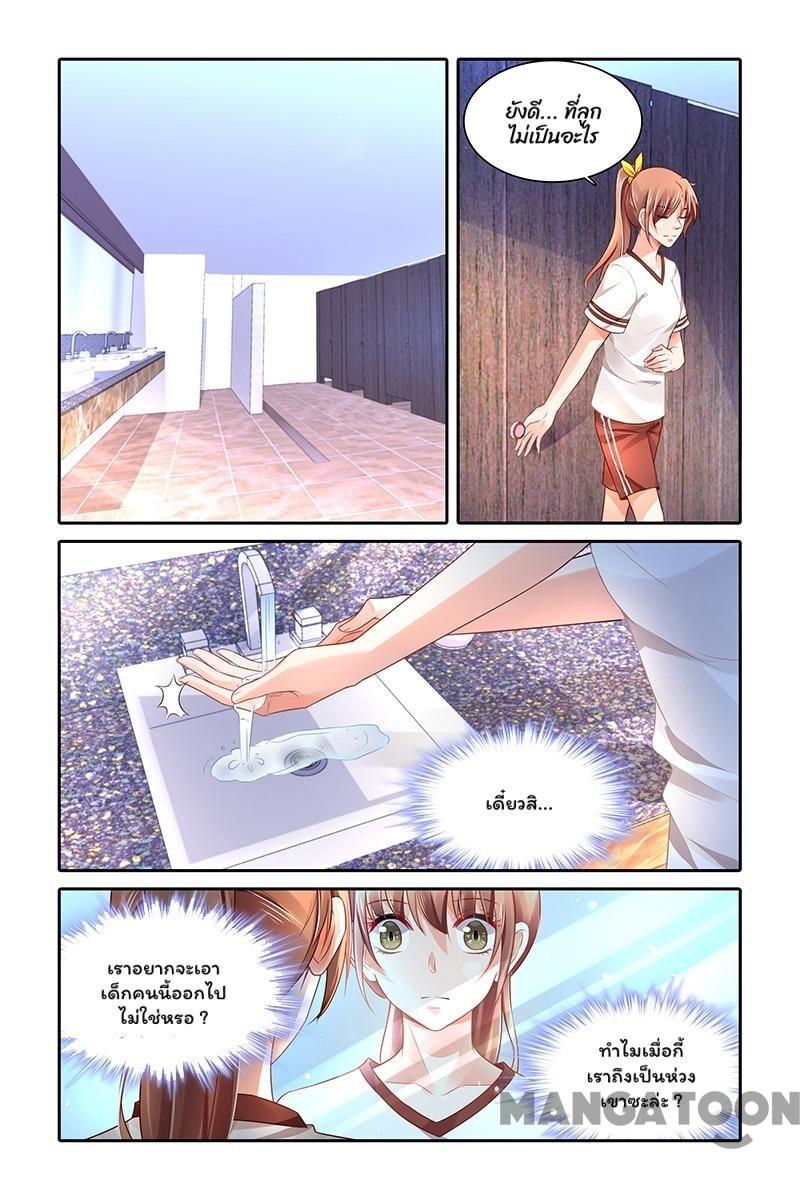 ยังดี... ที่ลูก
ไม่เป็นอะไร
เดี๋ยวสิ...
เราอยากจะเอา
เด็กคนนี้ออกไป
ไม่ใช่หรอ ?
ทำไมเมื่อกี้
เราถึงเป็นห่วง
เขาซะล่ะ ?
MANGATOON